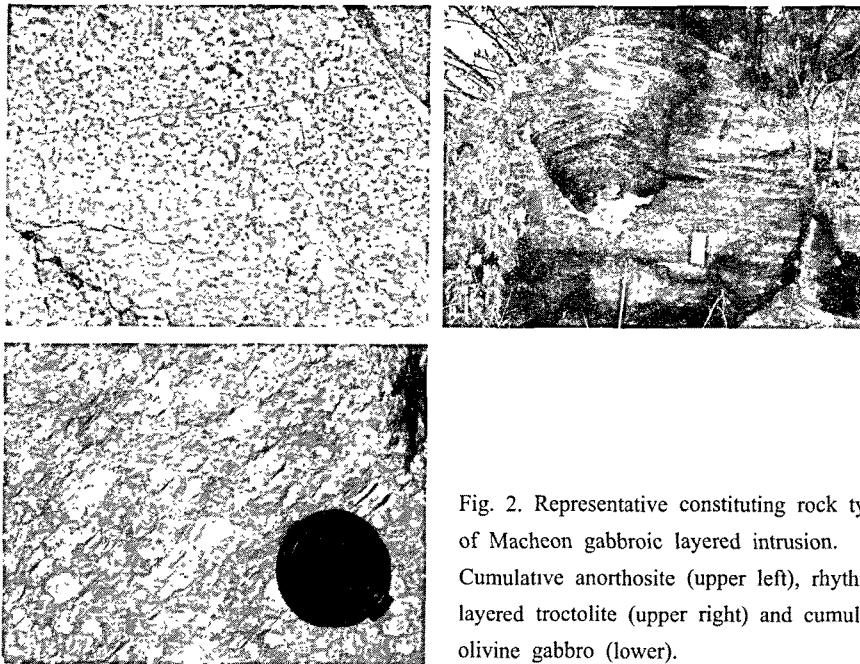 Fig. 2. Representative constituting rock ty
of Macheon gabbroic layered intrusion.
Cumulative anorthosite (upper left), rhyth
layered troctolite (upper right) and cumul
olivine gabbro (lower).